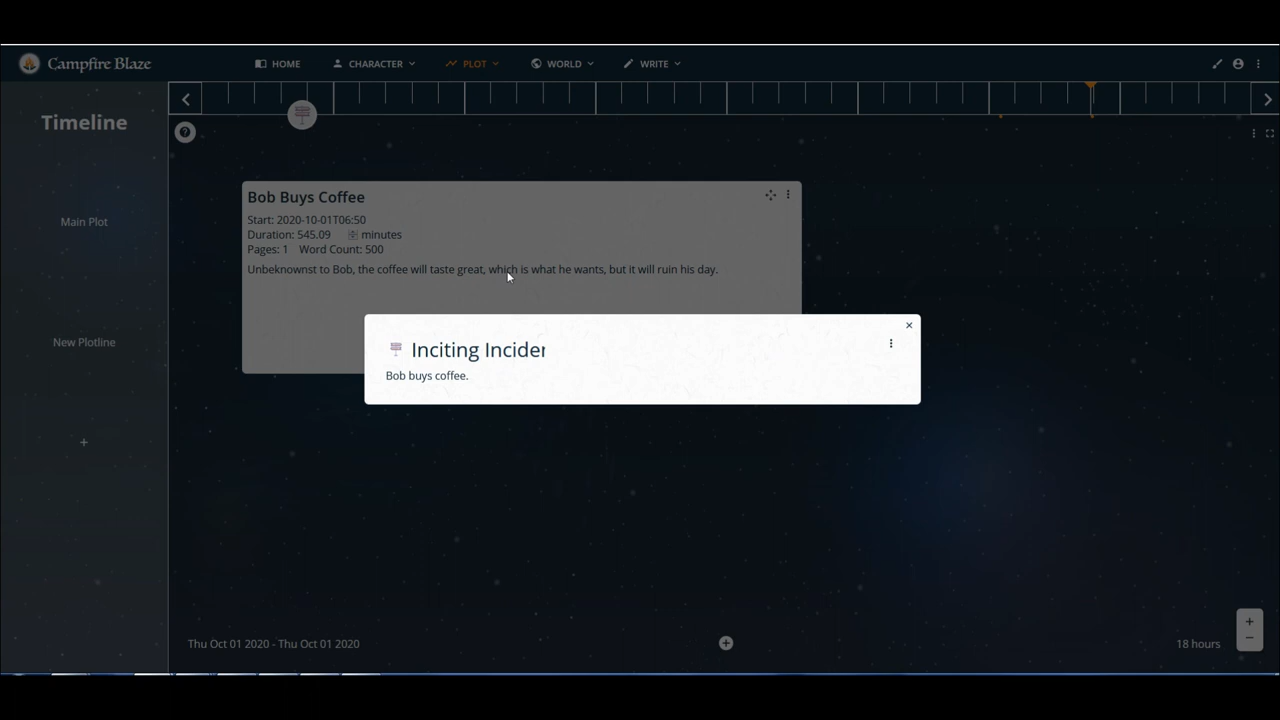 Campfire Blaze
HOME
CHARACTER
PLOT
WORLD
WRITE
Timeline
Main Plot
New Plotline
+
?
Bob Buys Coffee
Start: 2020-10-01T06:50
Duration: 545.09 minutes
Pages: 1 Word Count: 500
Unbeknownst to Bob, the coffee will taste great, which is what he wants, but it will ruin his day.
Inciting Incider
Bob buys coffee.
Thu Oct 01 2020 - Thu Oct 01 2020
18 hours
+
−